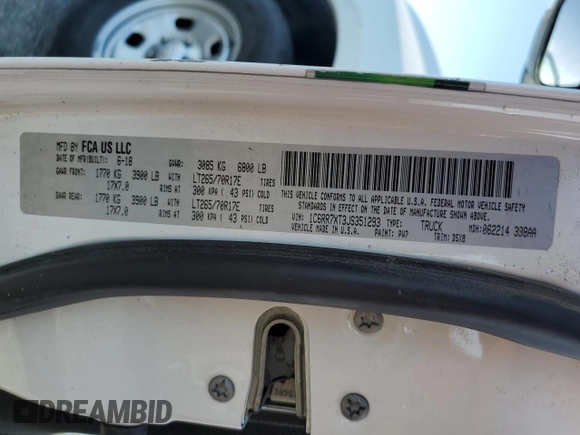 MFD BY FCA US LLC
DATE OF MFR(BUILT): 6-18 GVWR: 3085 KG 6800 LB
GAWR FRONT: 1770 KG 3900 LB WITH LT265/70R17E TIRES
17X7.0 RIMS AT 300 KPA ( 43 PSI) COLD
GAWR REAR: 1770 KG 3900 LB WITH LT265/70R17E TIRES
17X7.0 RIMS AT 300 KPA ( 43 PSI) COLD
THIS VEHICLE CONFORMS TO ALL APPLICABLE FEDERAL MOTOR VEHICLE SAFETY
STANDARDS IN EFFECT ON THE DATE OF MANUFACTURE SHOWN ABOVE.
VIN: 1C6RR7XT3JS351293 TYPE: TRUCK MDH: 062214 338AA
VEHICLE MADE IN U.S.A. PAINT: PW7 TRIM: D5X8
DREAMBID